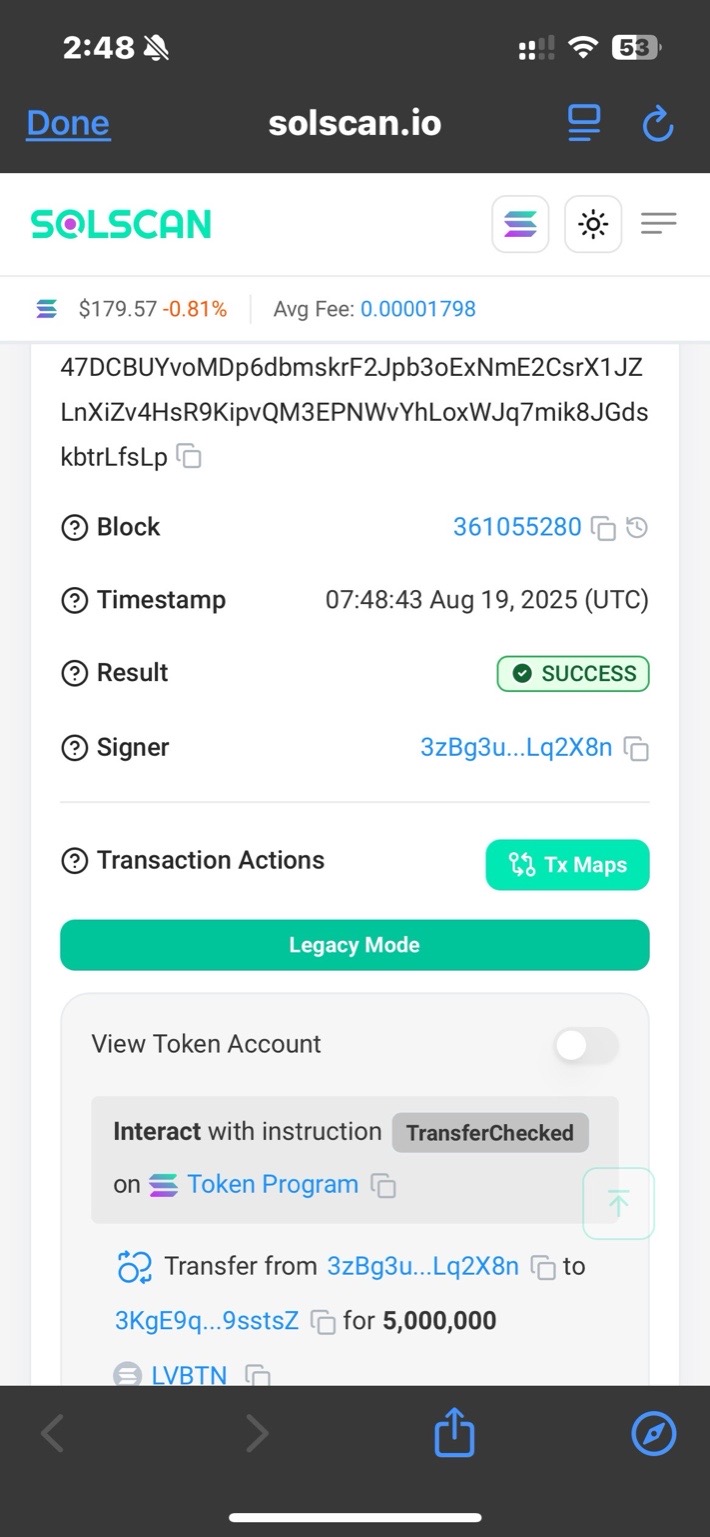 2:48
53
Done
solscan.io
SOLSCAN
$179.57 -0.81% Avg Fee: 0.00001798
47DCBUYvoMDp6dbmskrF2Jpb3oExNmE2CsrX1JZ
LnXiZv4HsR9KipvQM3EPNWvYhLoxWJq7mik8JGds
kbtrLfsLp
Block 361055280
Timestamp 07:48:43 Aug 19, 2025 (UTC)
Result SUCCESS
Signer 3zBg3u...Lq2X8n
Transaction Actions Tx Maps
Legacy Mode
View Token Account
Interact with instruction TransferChecked
on Token Program
Transfer from 3zBg3u...Lq2X8n to
3KgE9q...9sstsZ for 5,000,000
LVBTN